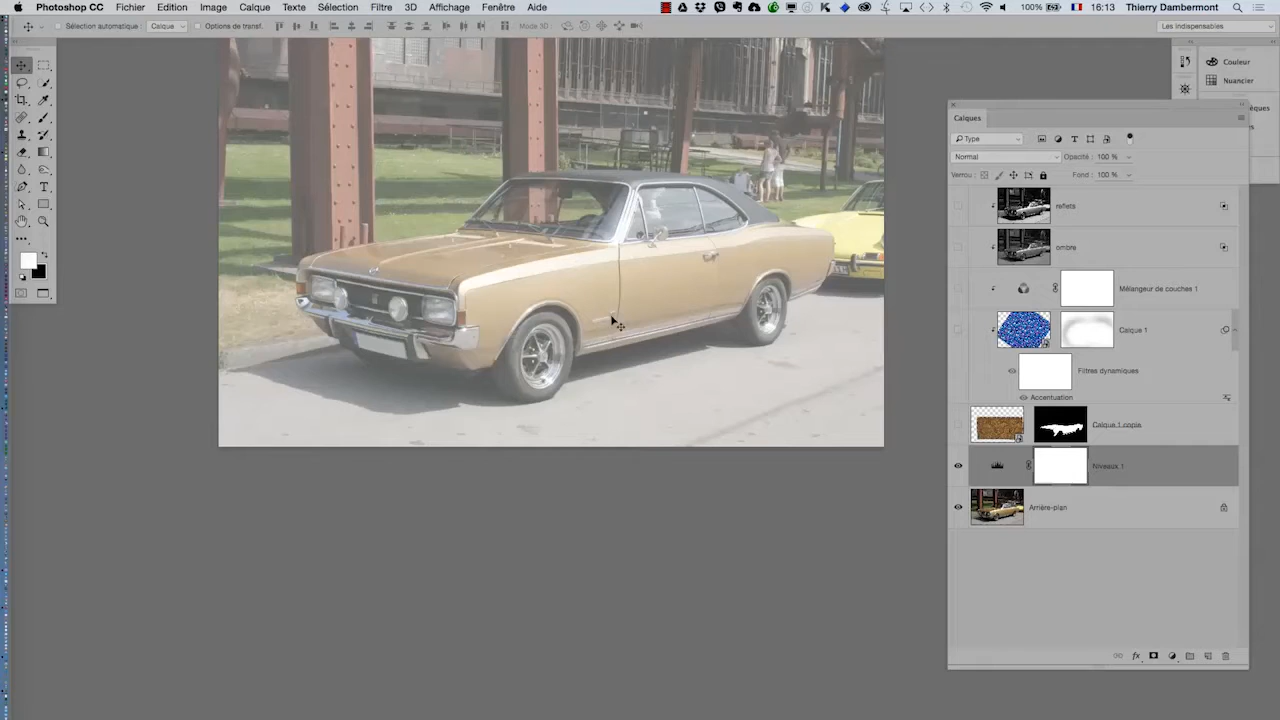 Photoshop CC Fichier Edition Image Calque Texte Sélection Filtre 3D Affichage Fenêtre Aide 100% 16:13 Thierry Dambermont
Sélection automatique : Calque Options de transf. Mode 3D : Les indispensables
Couleur
Nuancier
èques
Calques
Type
Normal Opacité : 100 %
Verrou : Fond : 100 %
reflets
ombre
Mélangeur de couches 1
Calque 1
Filtres dynamiques
Accentuation
Calque 1 copie
Niveaux 1
Arrière-plan
fx